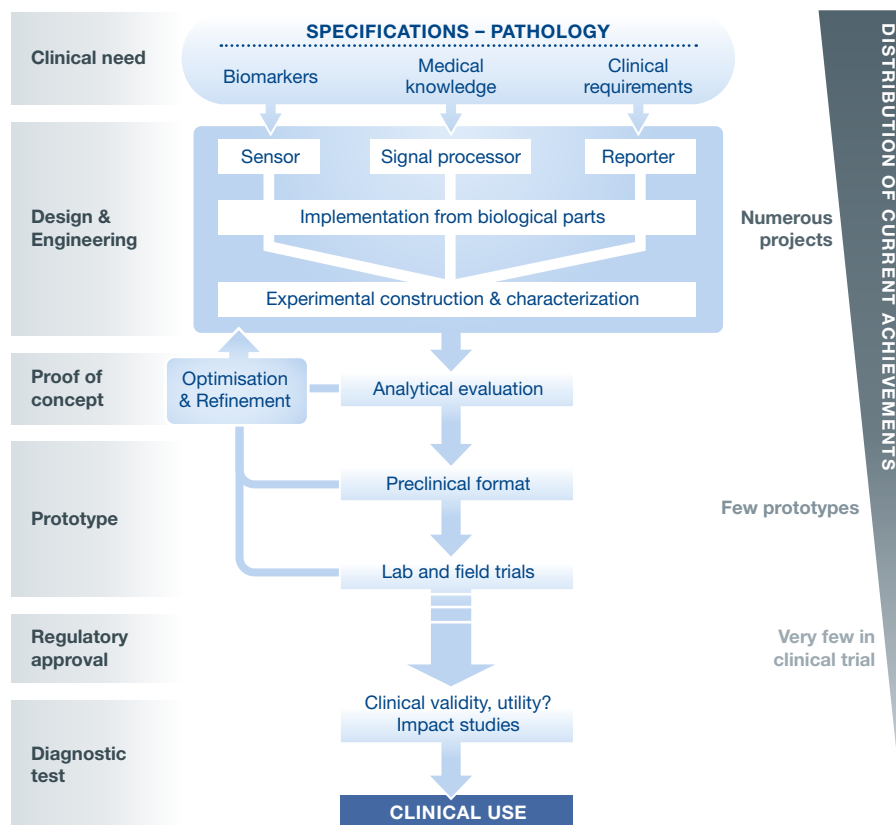 Clinical need
SPECIFICATIONS – PATHOLOGY
Biomarkers
Medical
knowledge
Clinical
requirements
Design &
Engineering
Sensor
Signal processor
Reporter
Implementation from biological parts
Experimental construction & characterization
Numerous
projects
DISTRIBUTION OF CURRENT ACHIEVEMENTS
Proof of
concept
Optimisation
& Refinement
Analytical evaluation
Prototype
Preclinical format
Lab and field trials
Few prototypes
Regulatory
approval
Very few in
clinical trial
Diagnostic
test
Clinical validity, utility?
Impact studies
CLINICAL USE